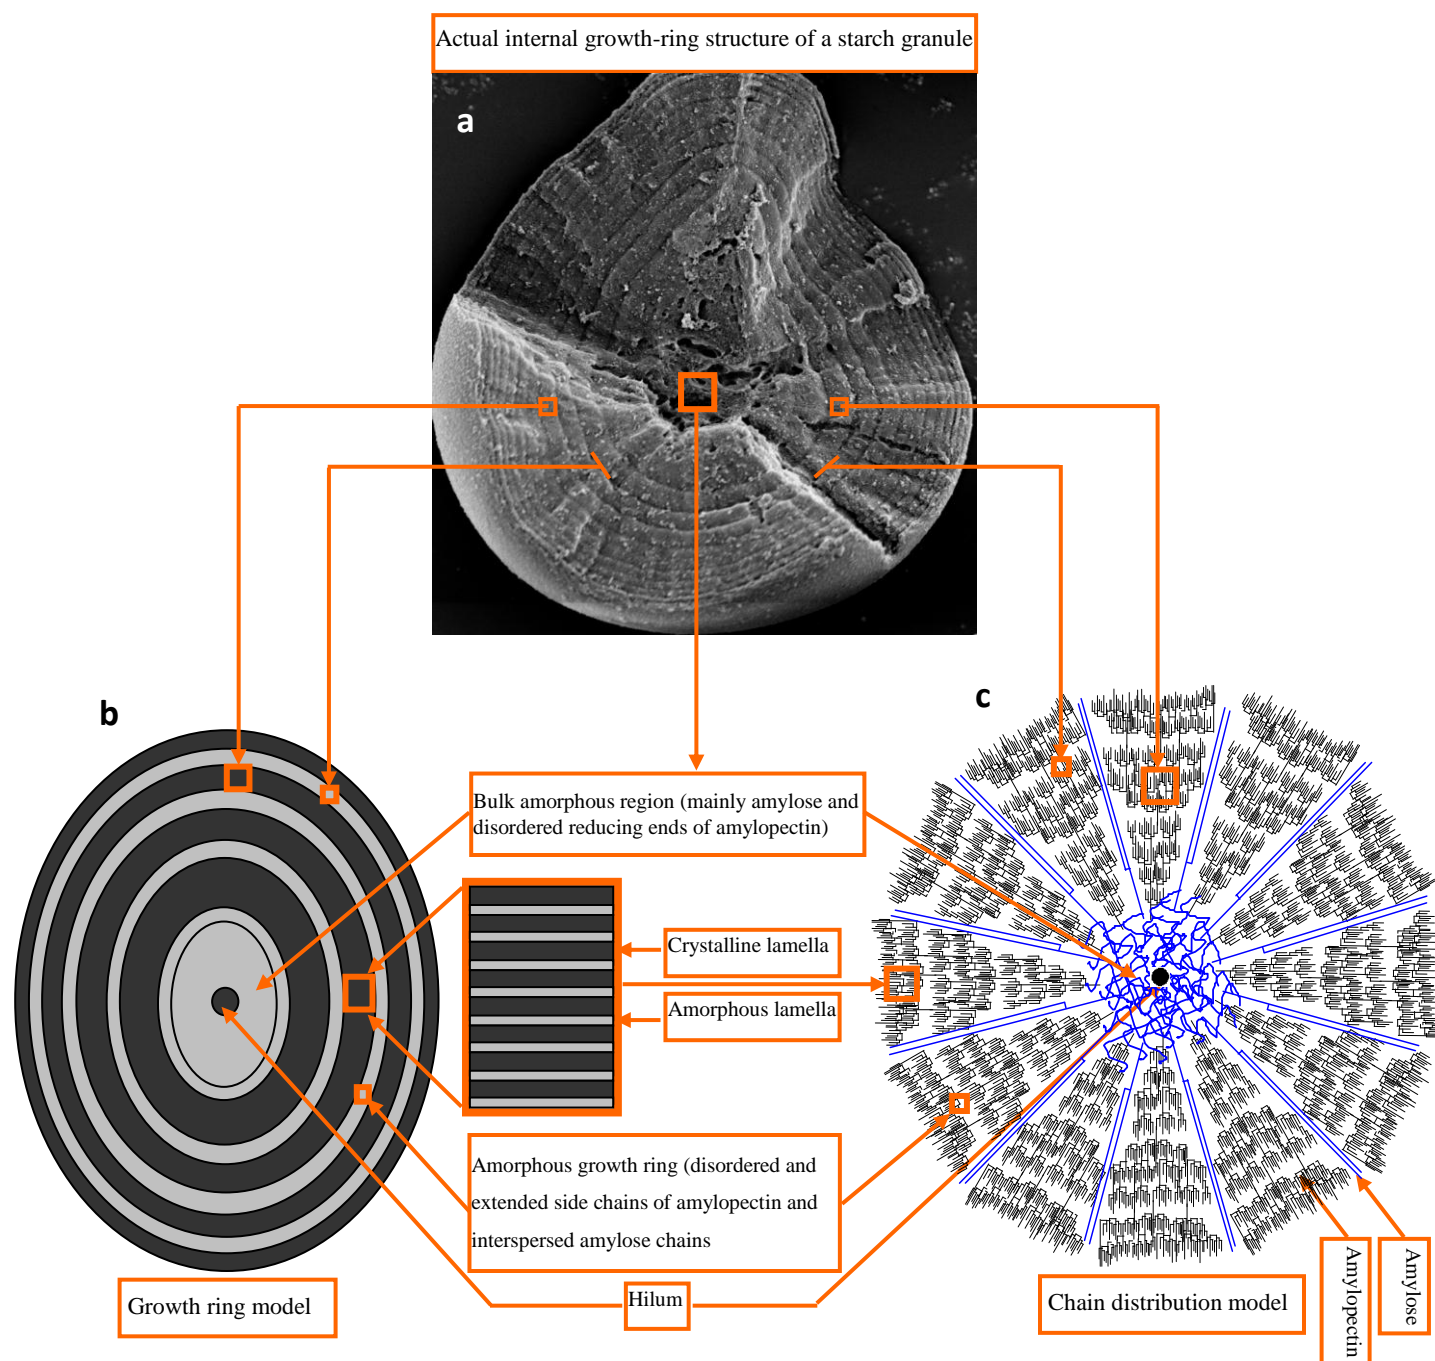 Actual internal growth-ring structure of a starch granule
a
b
c
Bulk amorphous region (mainly amylose and
disordered reducing ends of amylopectin)
Crystalline lamella
Amorphous lamella
Amorphous growth ring (disordered and
extended side chains of amylopectin and
interspersed amylose chains
Hilum
Growth ring model
Chain distribution model
Amylopectin
Amylose